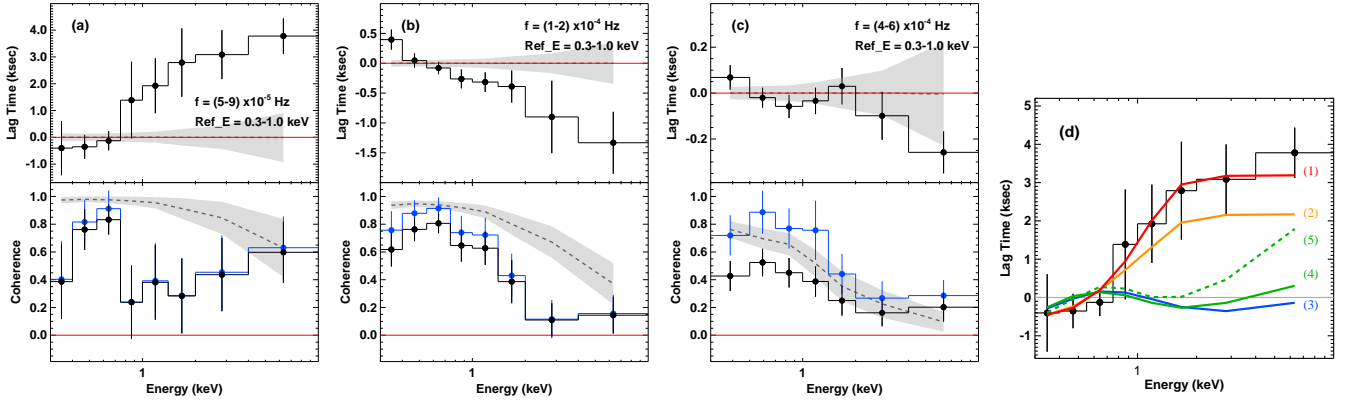 (a)
f = (5-9) x10-5 Hz
Ref_E = 0.3-1.0 keV
Lag Time (ksec)
4.0
3.0
2.0
1.0
0.0
-1.0
Coherence
1.0
0.8
0.6
0.4
0.2
0.0
1
Energy (keV)
(b)
f = (1-2) x10-4 Hz
Ref_E = 0.3-1.0 keV
Lag Time (ksec)
0.5
0.0
-0.5
-1.0
-1.5
Coherence
1.0
0.8
0.6
0.4
0.2
0.0
1
Energy (keV)
(c)
f = (4-6) x10-4 Hz
Ref_E = 0.3-1.0 keV
Lag Time (ksec)
0.2
0.0
-0.2
Coherence
1.0
0.8
0.6
0.4
0.2
0.0
1
Energy (keV)
(d)
Lag Time (ksec)
5
4
3
2
1
0
-1
(1)
(2)
(5)
(4)
(3)
1
Energy (keV)